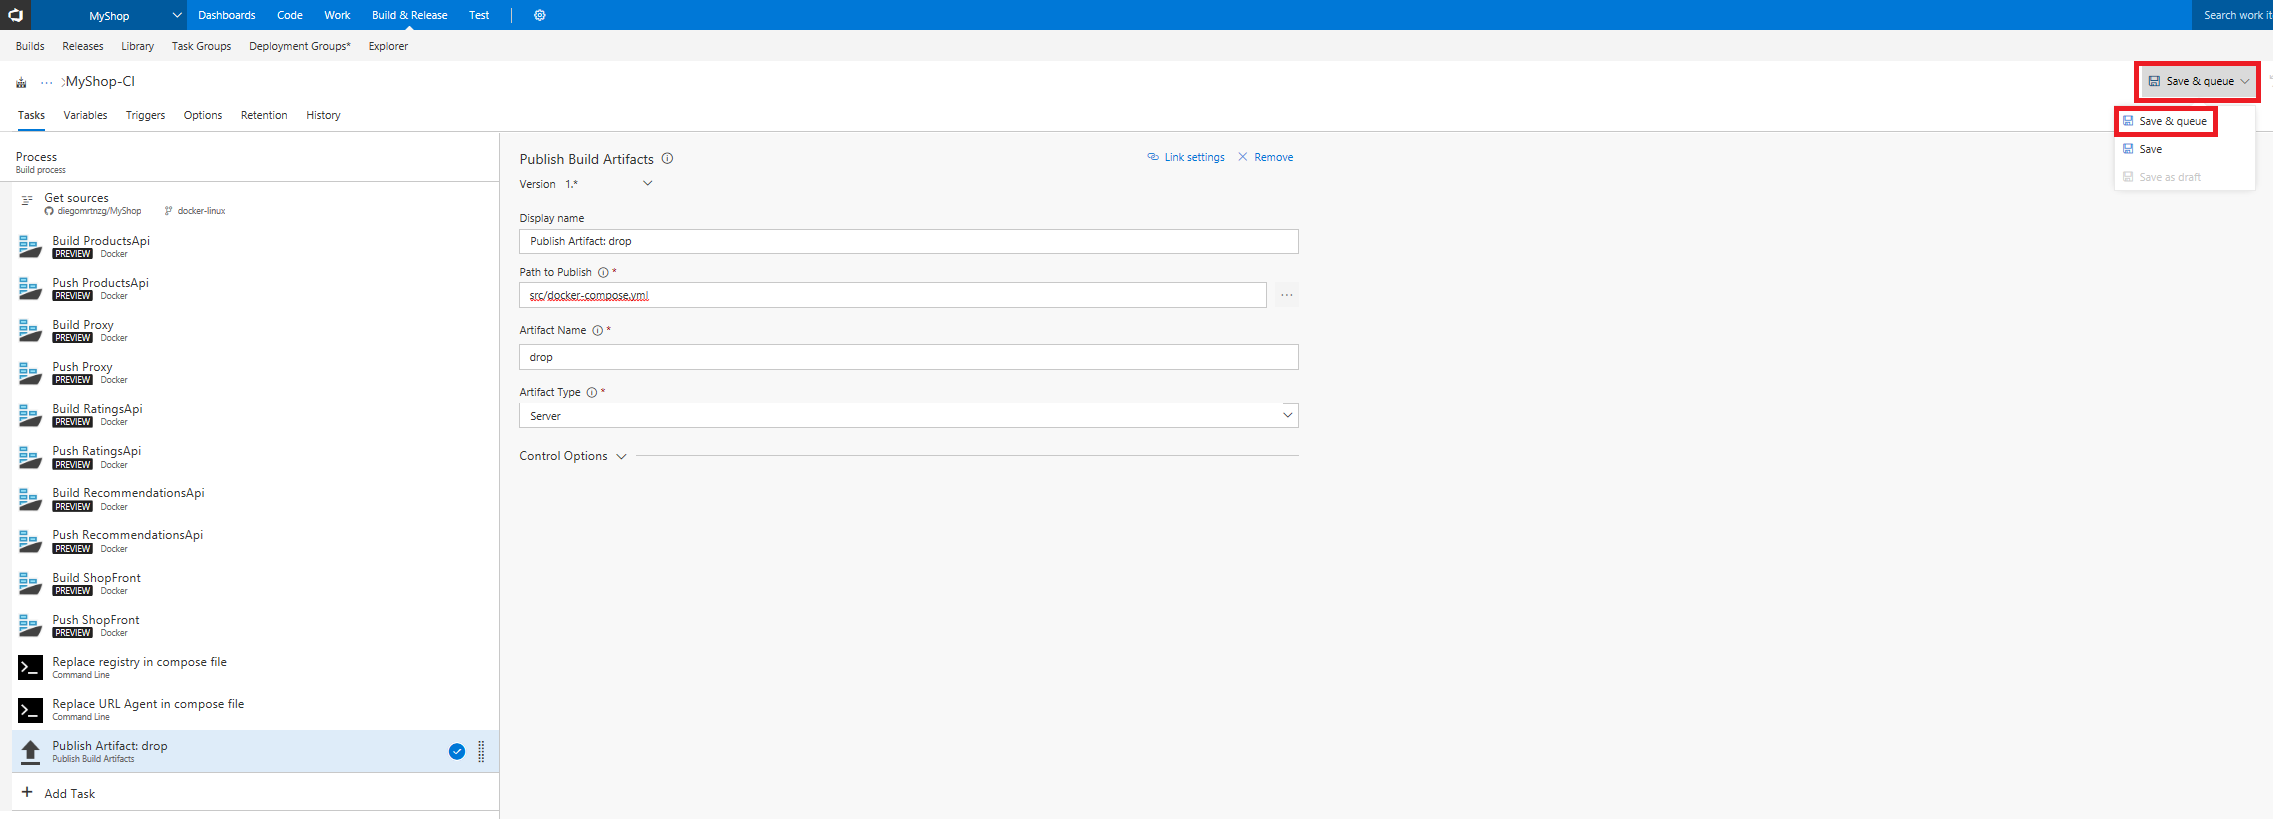 MyShop Dashboards Code Work Build & Release Test Search work it
Builds Releases Library Task Groups Deployment Groups* Explorer
... MyShop-CI Save & queue
Tasks Variables Triggers Options Retention History
Save & queue
Save
Save as draft
Process
Build process
Get sources
diegomrtnzg/MyShop docker-linux
Build ProductsApi
PREVIEW Docker
Push ProductsApi
PREVIEW Docker
Build Proxy
PREVIEW Docker
Push Proxy
PREVIEW Docker
Build RatingsApi
PREVIEW Docker
Push RatingsApi
PREVIEW Docker
Build RecommendationsApi
PREVIEW Docker
Push RecommendationsApi
PREVIEW Docker
Build ShopFront
PREVIEW Docker
Push ShopFront
PREVIEW Docker
Replace registry in compose file
Command Line
Replace URL Agent in compose file
Command Line
Publish Artifact: drop
Publish Build Artifacts
+ Add Task
Publish Build Artifacts Link settings Remove
Version 1.*
Display name
Publish Artifact: drop
Path to Publish *
src/docker-compose.yml ...
Artifact Name *
drop
Artifact Type *
Server
Control Options